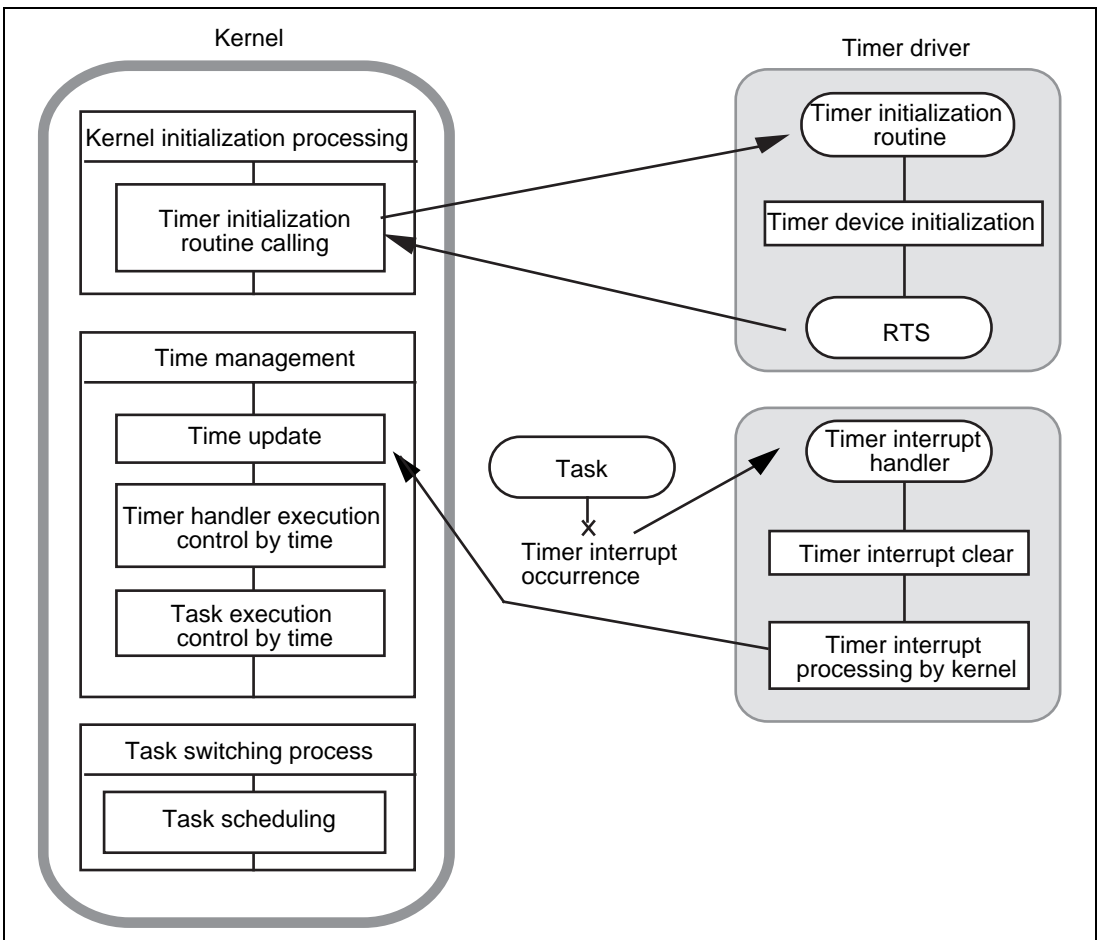 Kernel
Kernel initialization processing
Timer initialization
routine calling
Time management
Time update
Timer handler execution
control by time
Task execution
control by time
Task switching process
Task scheduling
Task
Timer interrupt
occurrence
Timer driver
Timer initialization
routine
Timer device initialization
RTS
Timer interrupt
handler
Timer interrupt clear
Timer interrupt
processing by kernel